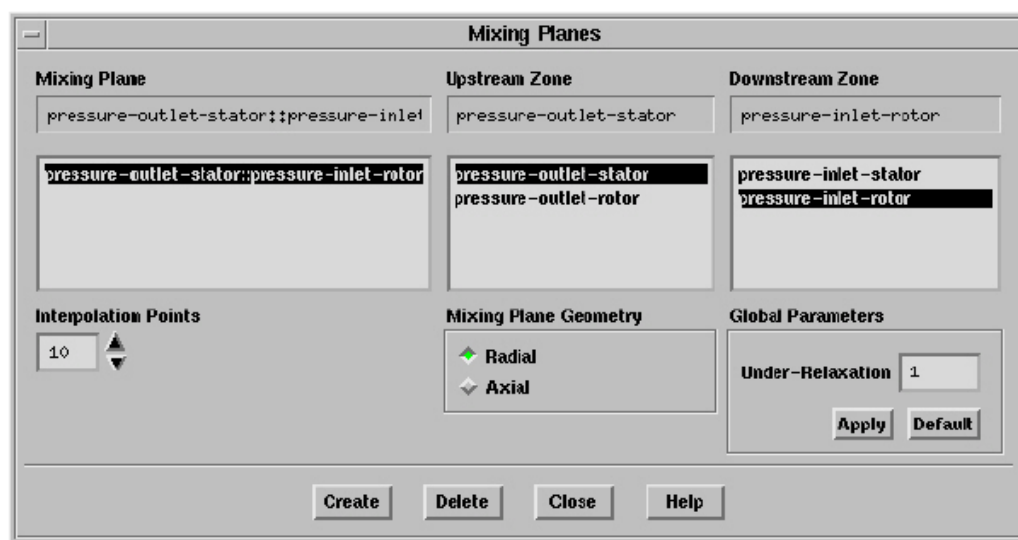 Mixing Planes
Mixing Plane Upstream Zone Downstream Zone
pressure-outlet-stator::pressure-inlet pressure-outlet-stator pressure-inlet-rotor
pressure-outlet-stator::pressure-inlet-rotor pressure-outlet-stator pressure-inlet-stator
pressure-outlet-rotor pressure-inlet-rotor
Interpolation Points Mixing Plane Geometry Global Parameters
10
Radial
Axial
Under-Relaxation 1
Apply Default
Create Delete Close Help